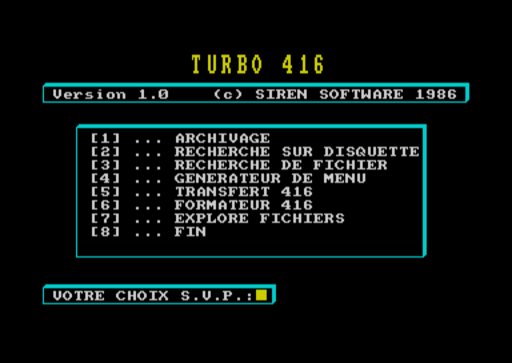 TURBO 416
Version 1.0 (c) SIREN SOFTWARE 1986
[1] ... ARCHIVAGE
[2] ... RECHERCHE SUR DISQUETTE
[3] ... RECHERCHE DE FICHIER
[4] ... GENERATEUR DE MENU
[5] ... TRANSFERT 416
[6] ... FORMATEUR 416
[7] ... EXPLORE FICHIERS
[8] ... FIN
VOTRE CHOIX S.V.P.: